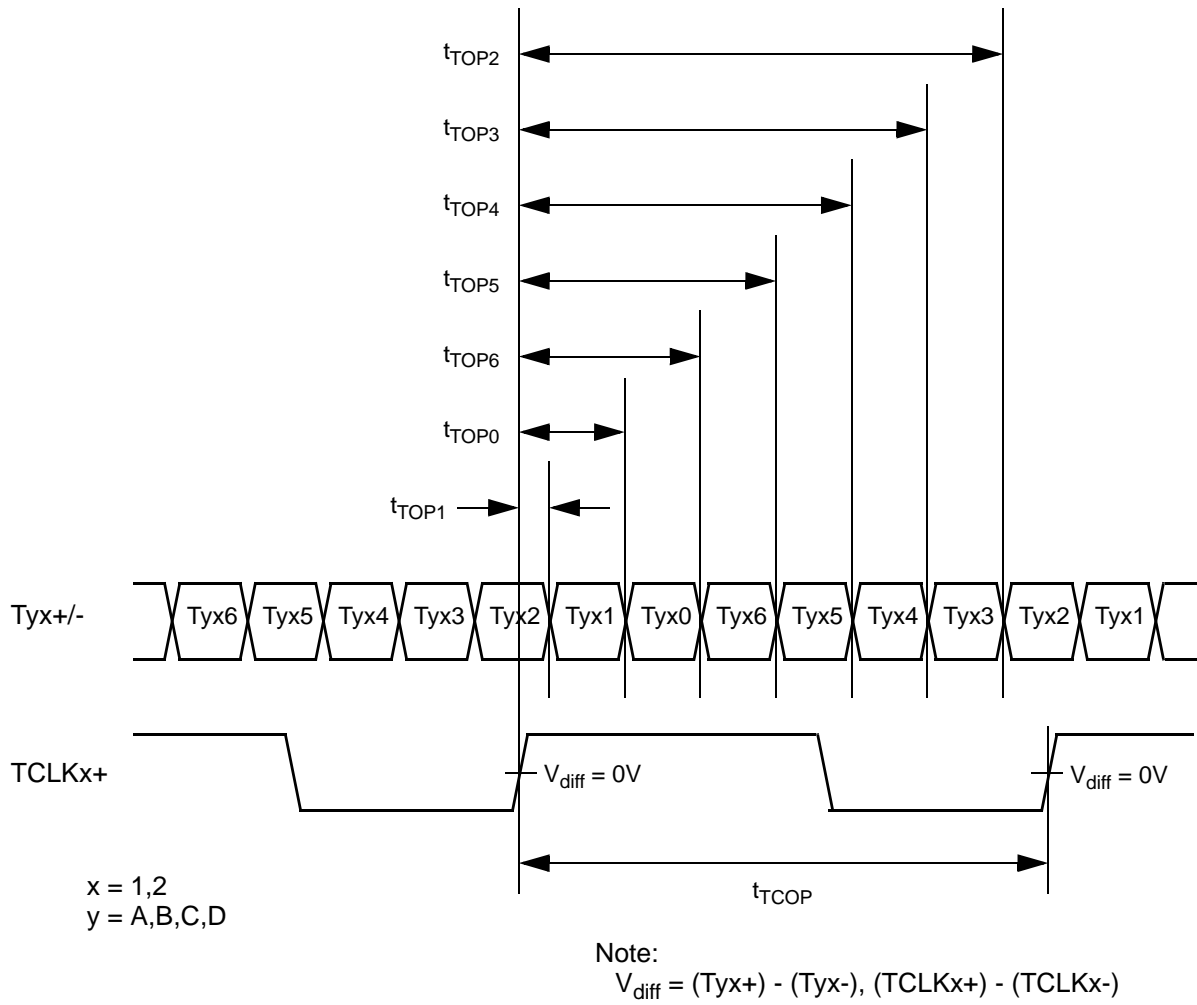 tTOP2
tTOP3
tTOP4
tTOP5
tTOP6
tTOP0
tTOP1
Tyx+/- Tyx6 Tyx5 Tyx4 Tyx3 Tyx2 Tyx1 Tyx0 Tyx6 Tyx5 Tyx4 Tyx3 Tyx2 Tyx1
TCLKx+ Vdiff = 0V Vdiff = 0V
tTCOP
x = 1,2
y = A,B,C,D
Note:
Vdiff = (Tyx+) - (Tyx-), (TCLKx+) - (TCLKx-)